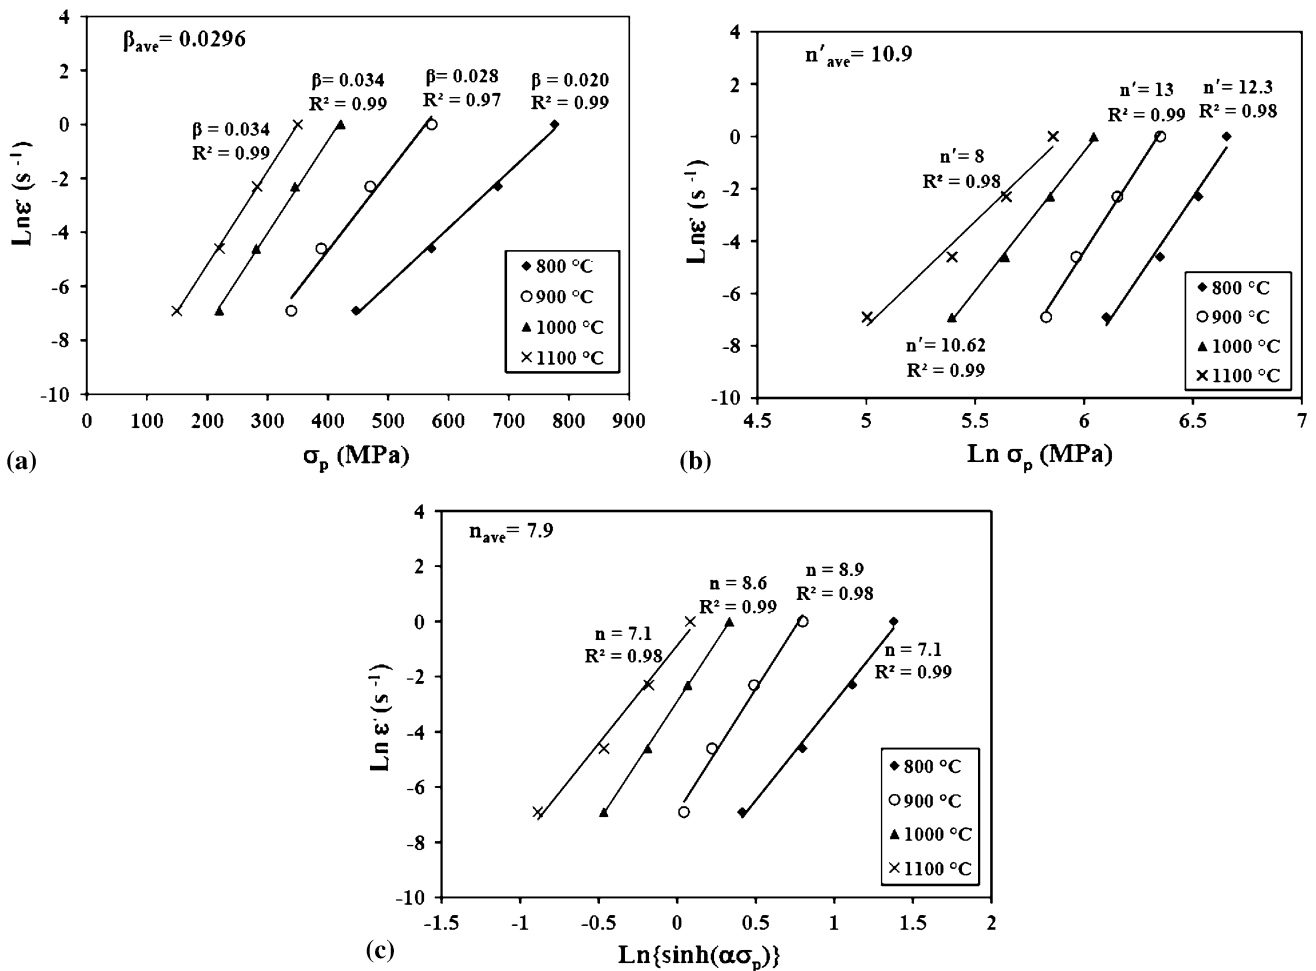 β_ave= 0.0296
β = 0.034
R² = 0.99
β= 0.034
R² = 0.99
β= 0.028
R² = 0.97
β = 0.020
R² = 0.99
4
2
0
-2
-4
-6
-8
-10
Lnε˙ (s⁻¹)
800 °C
900 °C
1000 °C
1100 °C
0 100 200 300 400 500 600 700 800 900
σp (MPa)
(a)
n′_ave= 10.9
n′= 8
R² = 0.98
n′= 10.62
R² = 0.99
n′= 13
R² = 0.99
n′= 12.3
R² = 0.98
4
2
0
-2
-4
-6
-8
-10
Lnε˙ (s⁻¹)
800 °C
900 °C
1000 °C
1100 °C
4.5 5 5.5 6 6.5 7
Ln σp (MPa)
(b)
n_ave= 7.9
n = 7.1
R² = 0.98
n = 8.6
R² = 0.99
n = 8.9
R² = 0.98
n = 7.1
R² = 0.99
4
2
0
-2
-4
-6
-8
-10
Ln ε˙ (s⁻¹)
800 °C
900 °C
1000 °C
1100 °C
-1.5 -1 -0.5 0 0.5 1 1.5 2
Ln{sinh(ασp)}
(c)